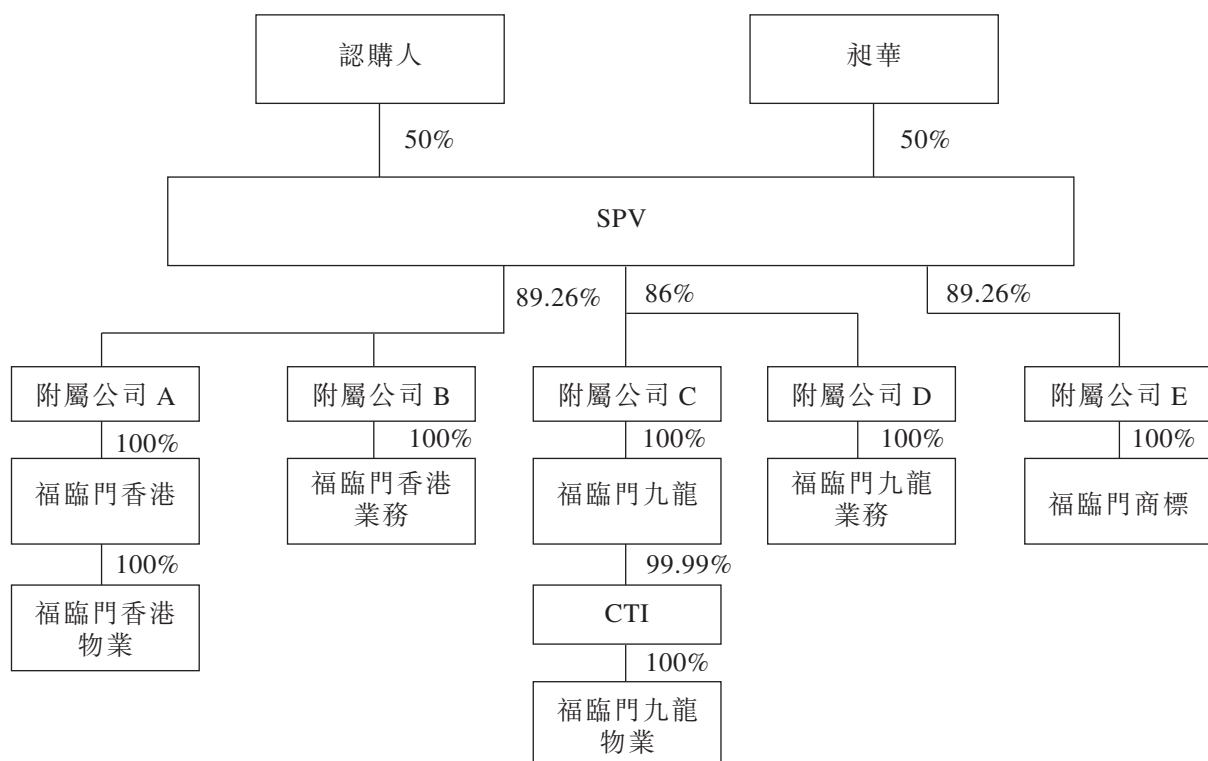 認購人
昶華
50%
50%
SPV
89.26%
86%
89.26%
附屬公司 A
附屬公司 B
附屬公司 C
附屬公司 D
附屬公司 E
100%
100%
100%
100%
100%
福臨門香港
福臨門香港
業務
福臨門九龍
福臨門九龍
業務
福臨門商標
100%
99.99%
福臨門香港
物業
CTI
100%
福臨門九龍
物業